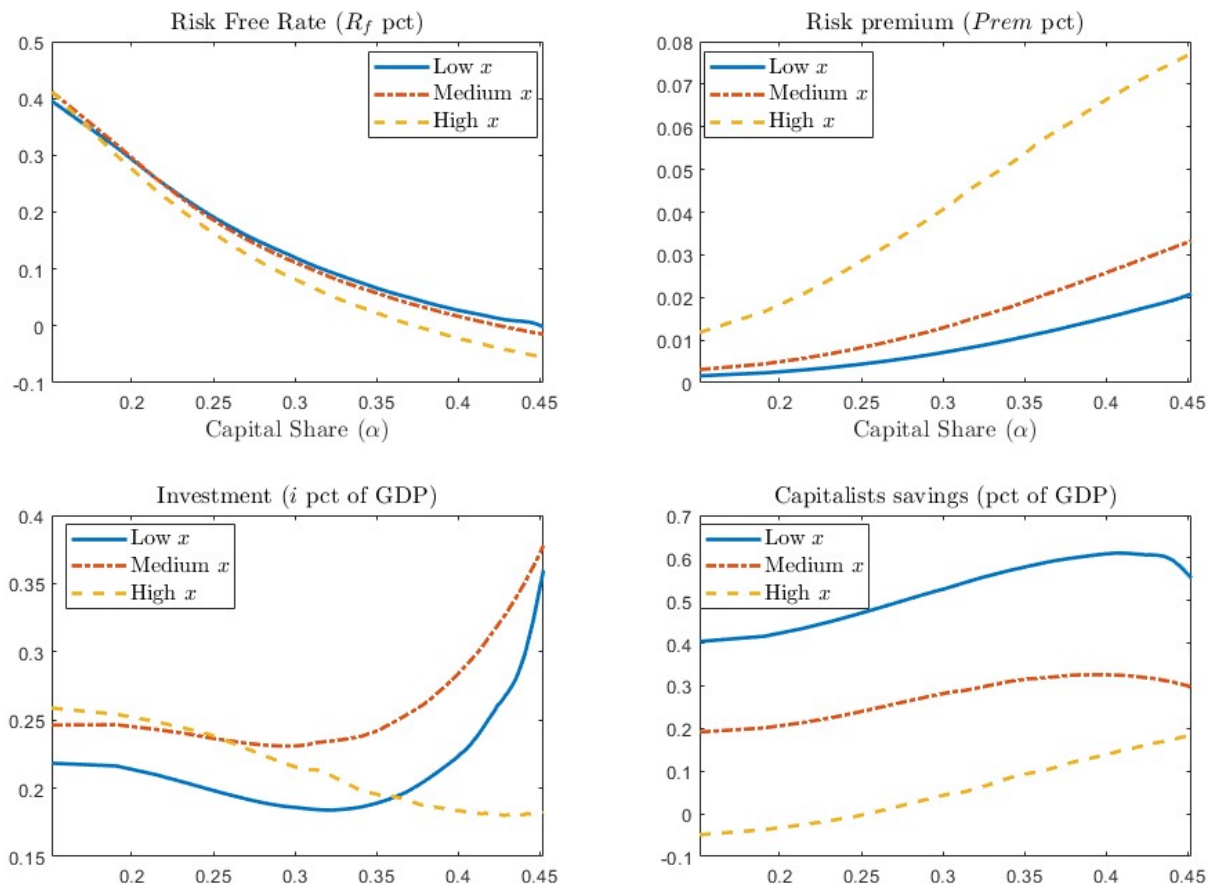 Risk Free Rate (R_f pct)
0.5
0.4
0.3
0.2
0.1
0
-0.1
Low x
Medium x
High x
0.2 0.25 0.3 0.35 0.4 0.45
Capital Share (α)
Risk premium (Prem pct)
0.08
0.07
0.06
0.05
0.04
0.03
0.02
0.01
0
Low x
Medium x
High x
0.2 0.25 0.3 0.35 0.4 0.45
Capital Share (α)
Investment (i pct of GDP)
0.4
0.35
0.3
0.25
0.2
0.15
Low x
Medium x
High x
0.2 0.25 0.3 0.35 0.4 0.45
Capitalists savings (pct of GDP)
0.7
0.6
0.5
0.4
0.3
0.2
0.1
0
-0.1
Low x
Medium x
High x
0.2 0.25 0.3 0.35 0.4 0.45